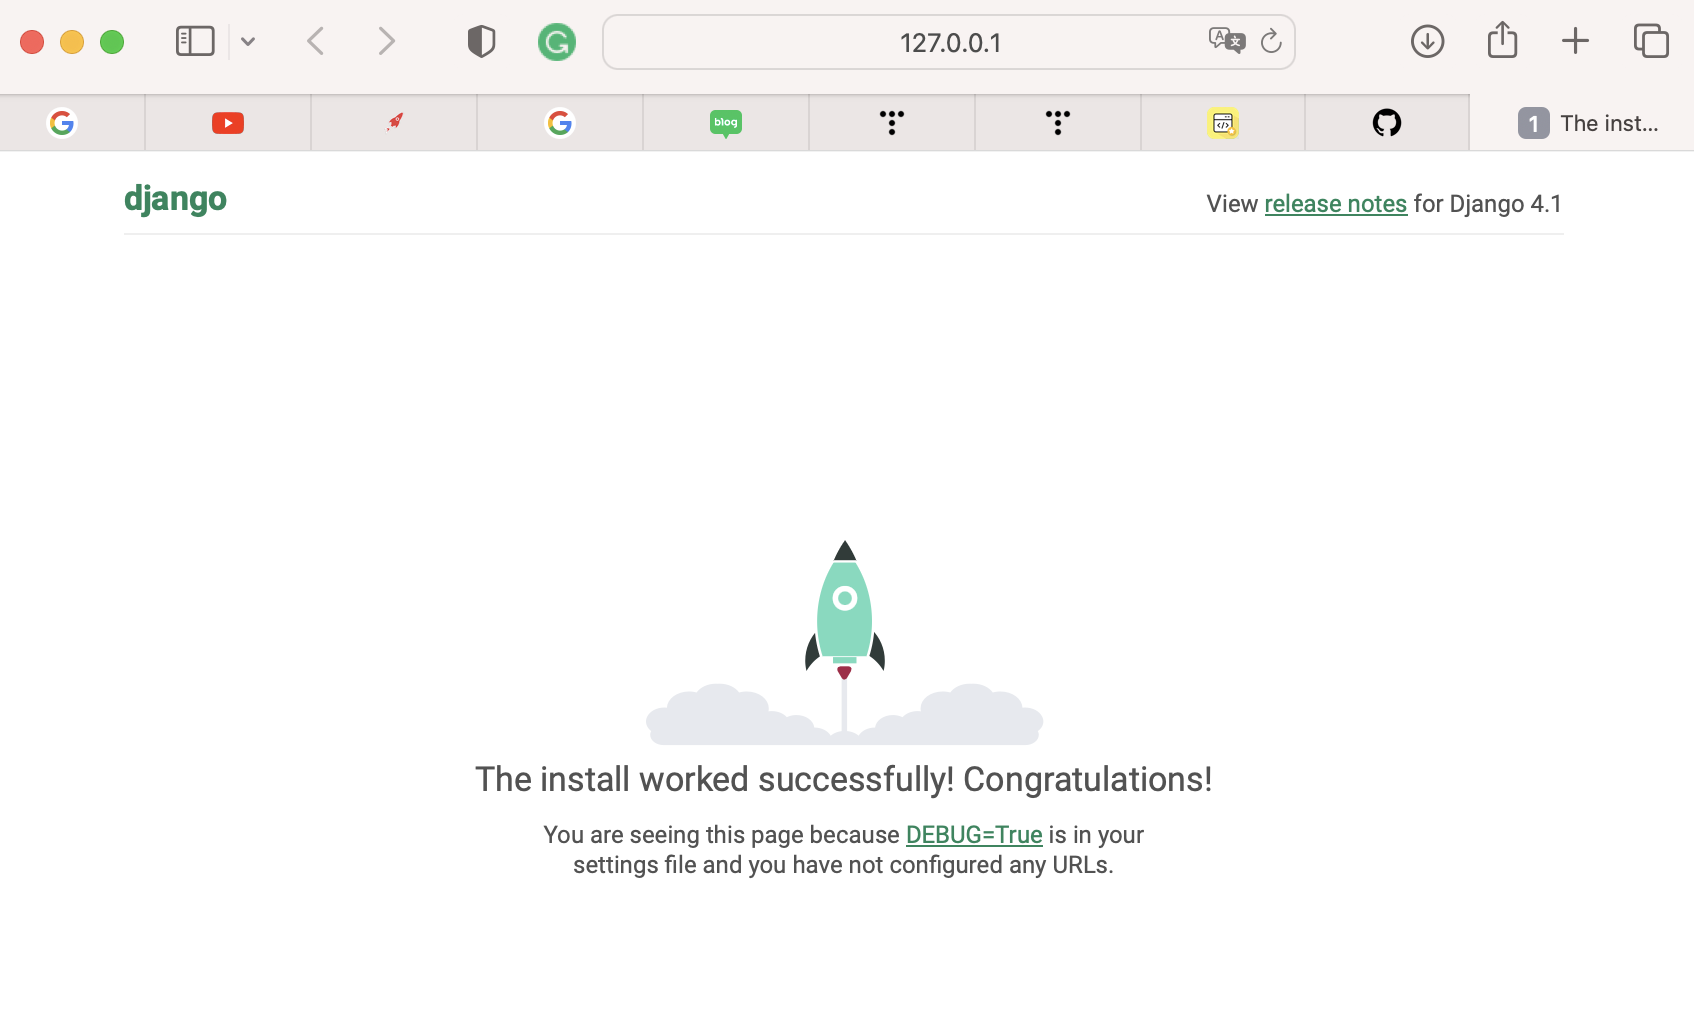 127.0.0.1
blog
1 The inst...
django
View release notes for Django 4.1
The install worked successfully! Congratulations!
You are seeing this page because DEBUG=True is in your
settings file and you have not configured any URLs.